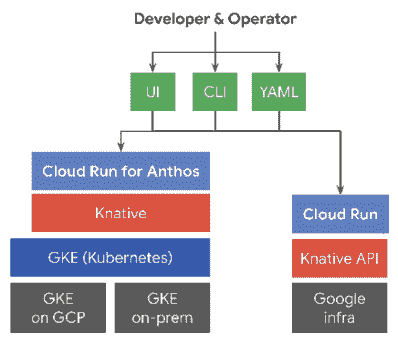 Developer & Operator
UI
CLI
YAML
Cloud Run for Anthos
Knative
GKE (Kubernetes)
GKE
on GCP
GKE
on-prem
Cloud Run
Knative API
Google
infra